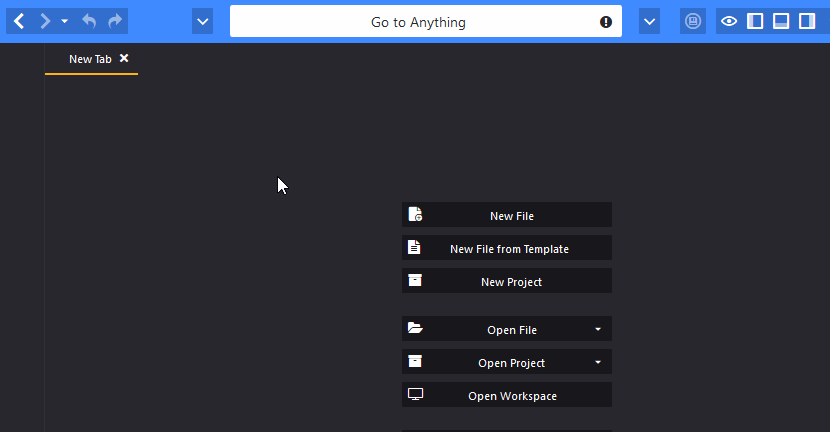 Go to Anything
New Tab
New File
New File from Template
New Project
Open File
Open Project
Open Workspace